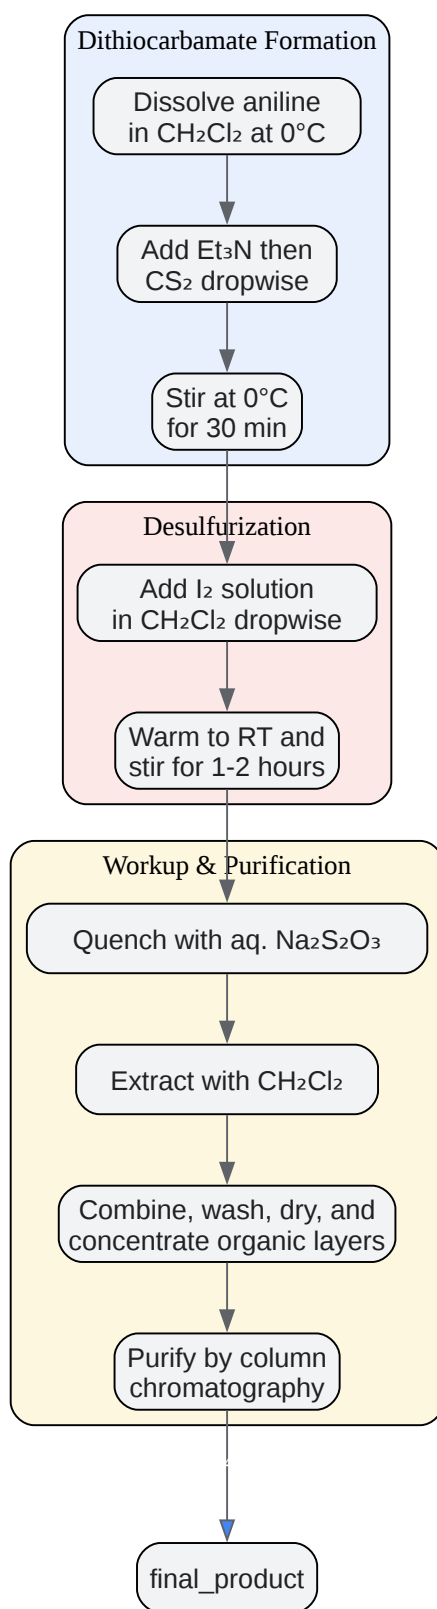 Dithiocarbamate Formation
Dissolve aniline
in CH₂Cl₂ at 0°C
Add Et₃N then
CS₂ dropwise
Stir at 0°C
for 30 min
Desulfurization
Add I₂ solution
in CH₂Cl₂ dropwise
Warm to RT and
stir for 1-2 hours
Workup & Purification
Quench with aq. Na₂S₂O₃
Extract with CH₂Cl₂
Combine, wash, dry, and
concentrate organic layers
Purify by column
chromatography
final_product